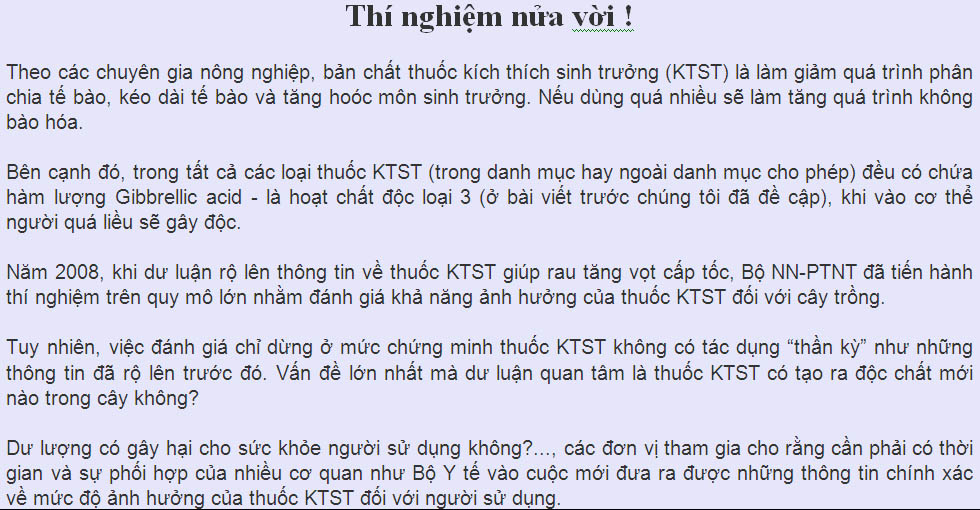 Thí nghiệm nửa vời !
Theo các chuyên gia nông nghiệp, bản chất thuốc kích thích sinh trưởng (KTST) là làm giảm quá trình phân
chia tế bào, kéo dài tế bào và tăng hoóc môn sinh trưởng. Nếu dùng quá nhiều sẽ làm tăng quá trình không
bào hóa.
Bên cạnh đó, trong tất cả các loại thuốc KTST (trong danh mục hay ngoài danh mục cho phép) đều có chứa
hàm lượng Gibbrellic acid - là hoạt chất độc loại 3 (ở bài viết trước chúng tôi đã đề cập), khi vào cơ thể
người quá liều sẽ gây độc.
Năm 2008, khi dư luận rộ lên thông tin về thuốc KTST giúp rau tăng vọt cấp tốc, Bộ NN-PTNT đã tiến hành
thí nghiệm trên quy mô lớn nhằm đánh giá khả năng ảnh hưởng của thuốc KTST đối với cây trồng.
Tuy nhiên, việc đánh giá chỉ dừng ở mức chứng minh thuốc KTST không có tác dụng “thần kỳ” như những
thông tin đã rộ lên trước đó. Vấn đề lớn nhất mà dư luận quan tâm là thuốc KTST có tạo ra độc chất mới
nào trong cây không?
Dư lượng có gây hại cho sức khỏe người sử dụng không?..., các đơn vị tham gia cho rằng cần phải có thời
gian và sự phối hợp của nhiều cơ quan như Bộ Y tế vào cuộc mới đưa ra được những thông tin chính xác
về mức độ ảnh hưởng của thuốc KTST đối với người sử dụng.